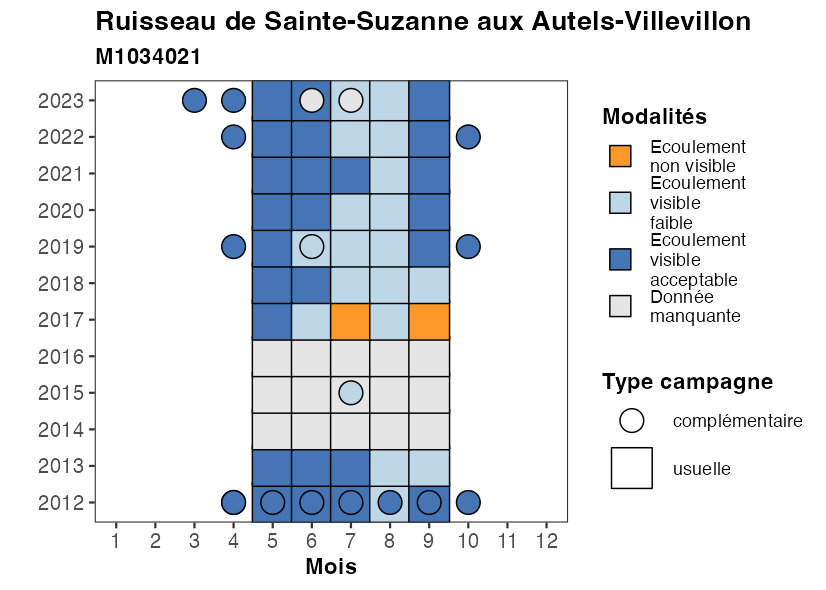 Ruisseau de Sainte-Suzanne aux Autels-Villevillon
M1034021
2023
2022
2021
2020
2019
2018
2017
2016
2015
2014
2013
2012
1 2 3 4 5 6 7 8 9 10 11 12
Mois
Modalités
Ecoulement
non visible
Ecoulement
visible
faible
Ecoulement
visible
acceptable
Donnée
manquante
Type campagne
complémentaire
usuelle